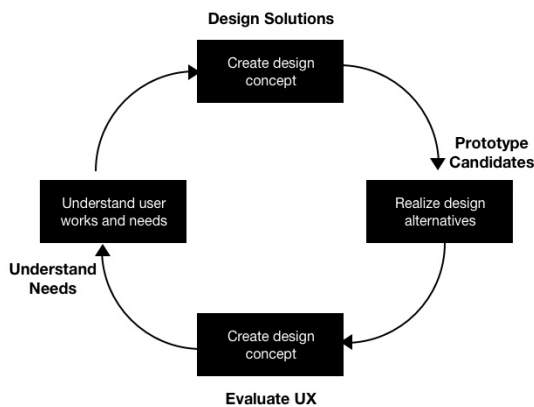 Design Solutions
Create design
concept
Prototype
Candidates
Realize design
alternatives
Understand user
works and needs
Understand
Needs
Create design
concept
Evaluate UX